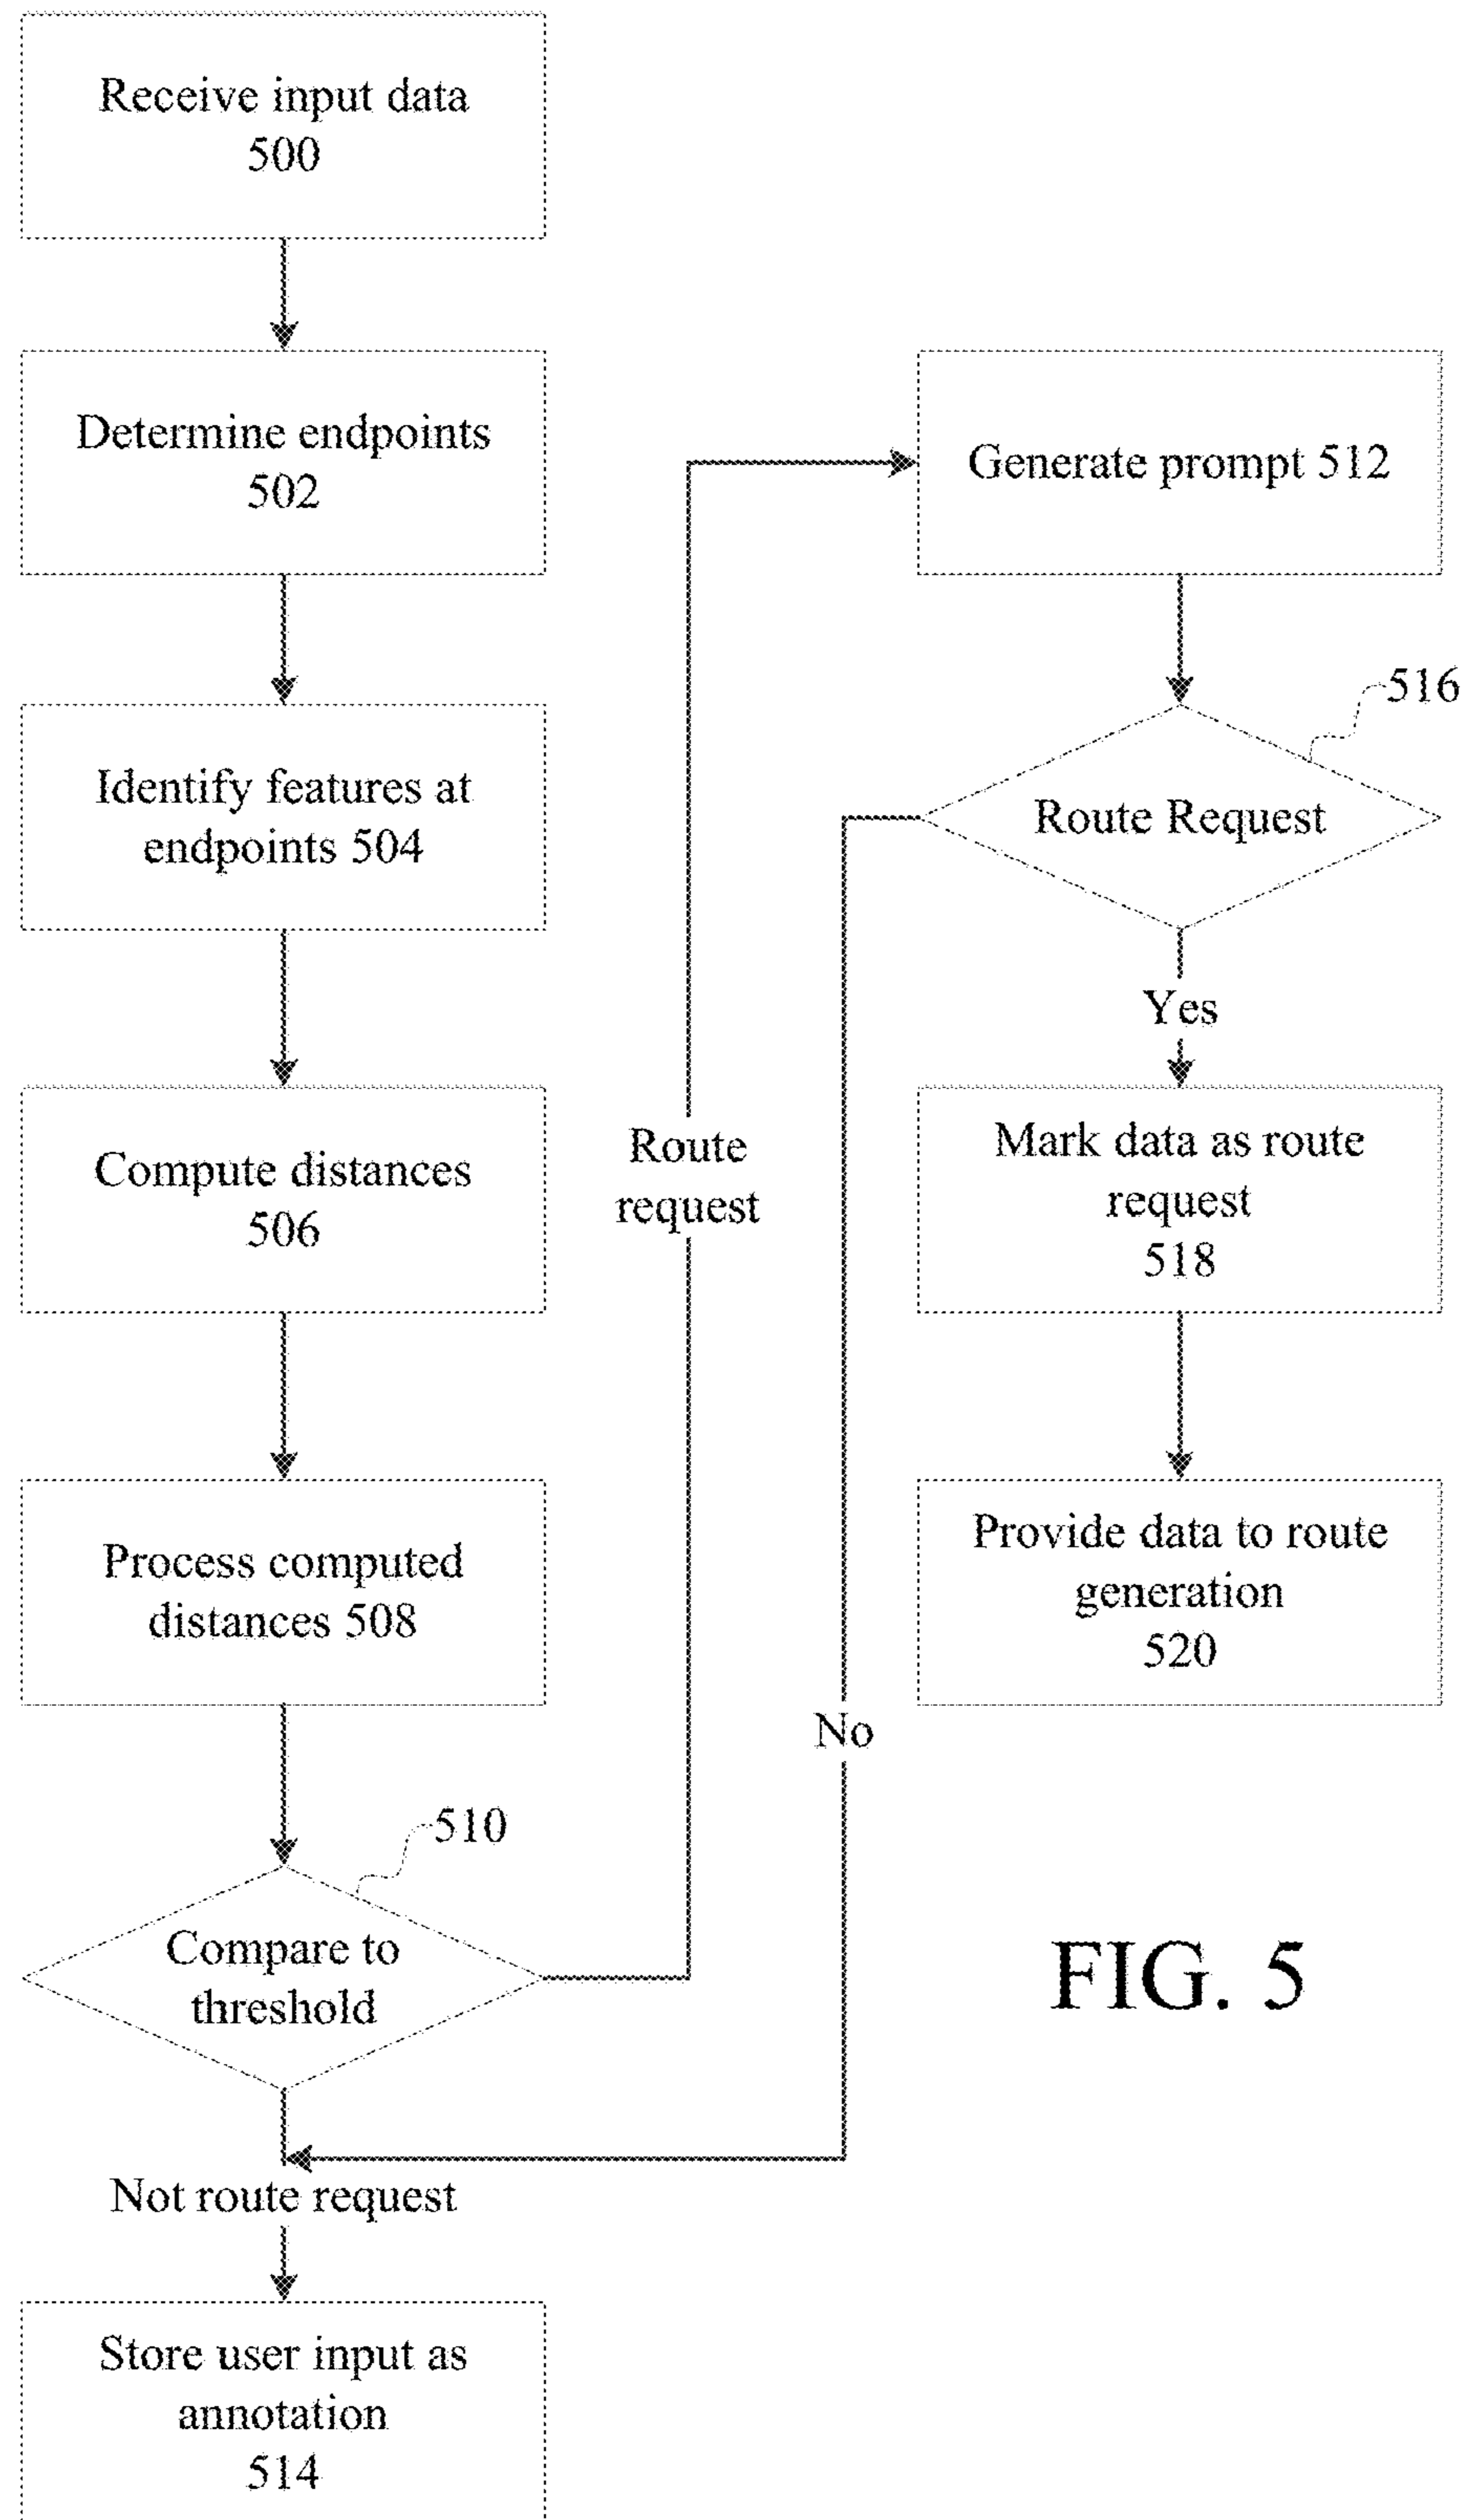 Receive input data
500
Determine endpoints
502
Identify features at
endpoints 504
Compute distances
506
Process computed
distances 508
510
Compare to
threshold
Not route request
Store user input as
annotation
514
Route
request
No
Generate prompt 512
516
Route Request
Yes
Mark data as route
request
518
Provide data to route
generation
520
FIG. 5